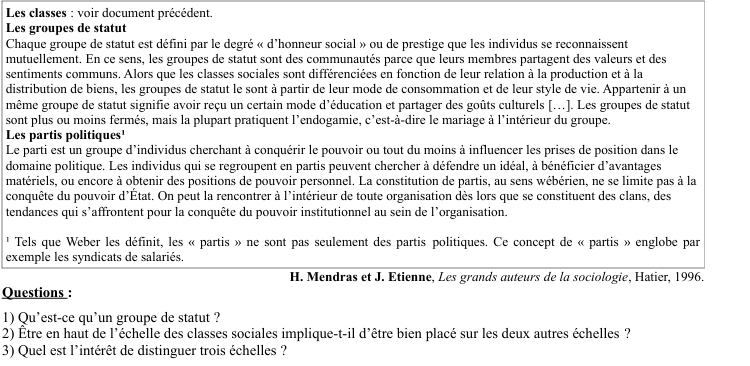 Les classes : voir document précédent.
Les groupes de statut
Chaque groupe de statut est défini par le degré « d’honneur social » ou de prestige que les individus se reconnaissent
mutuellement. En ce sens, les groupes de statut sont des communautés parce que leurs membres partagent des valeurs et des
sentiments communs. Alors que les classes sociales sont différenciées en fonction de leur relation à la production et à la
distribution de biens, les groupes de statut le sont à partir de leur mode de consommation et de leur style de vie. Appartenir à un
même groupe de statut signifie avoir reçu un certain mode d’éducation et partager des goûts culturels […]. Les groupes de statut
sont plus ou moins fermés, mais la plupart pratiquent l’endogamie, c’est-à-dire le mariage à l’intérieur du groupe.
Les partis politiques¹
Le parti est un groupe d’individus cherchant à conquérir le pouvoir ou tout du moins à influencer les prises de position dans le
domaine politique. Les individus qui se regroupent en partis peuvent chercher à défendre un idéal, à bénéficier d’avantages
matériels, ou encore à obtenir des positions de pouvoir personnel. La constitution de partis, au sens wébérien, ne se limite pas à la
conquête du pouvoir d’État. On peut la rencontrer à l’intérieur de toute organisation dès lors que se constituent des clans, des
tendances qui s’affrontent pour la conquête du pouvoir institutionnel au sein de l’organisation.
¹ Tels que Weber les définit, les « partis » ne sont pas seulement des partis politiques. Ce concept de « partis » englobe par
exemple les syndicats de salariés.
H. Mendras et J. Etienne, Les grands auteurs de la sociologie, Hatier, 1996.
Questions :
1) Qu’est-ce qu’un groupe de statut ?
2) Être en haut de l’échelle des classes sociales implique-t-il d’être bien placé sur les deux autres échelles ?
3) Quel est l’intérêt de distinguer trois échelles ?